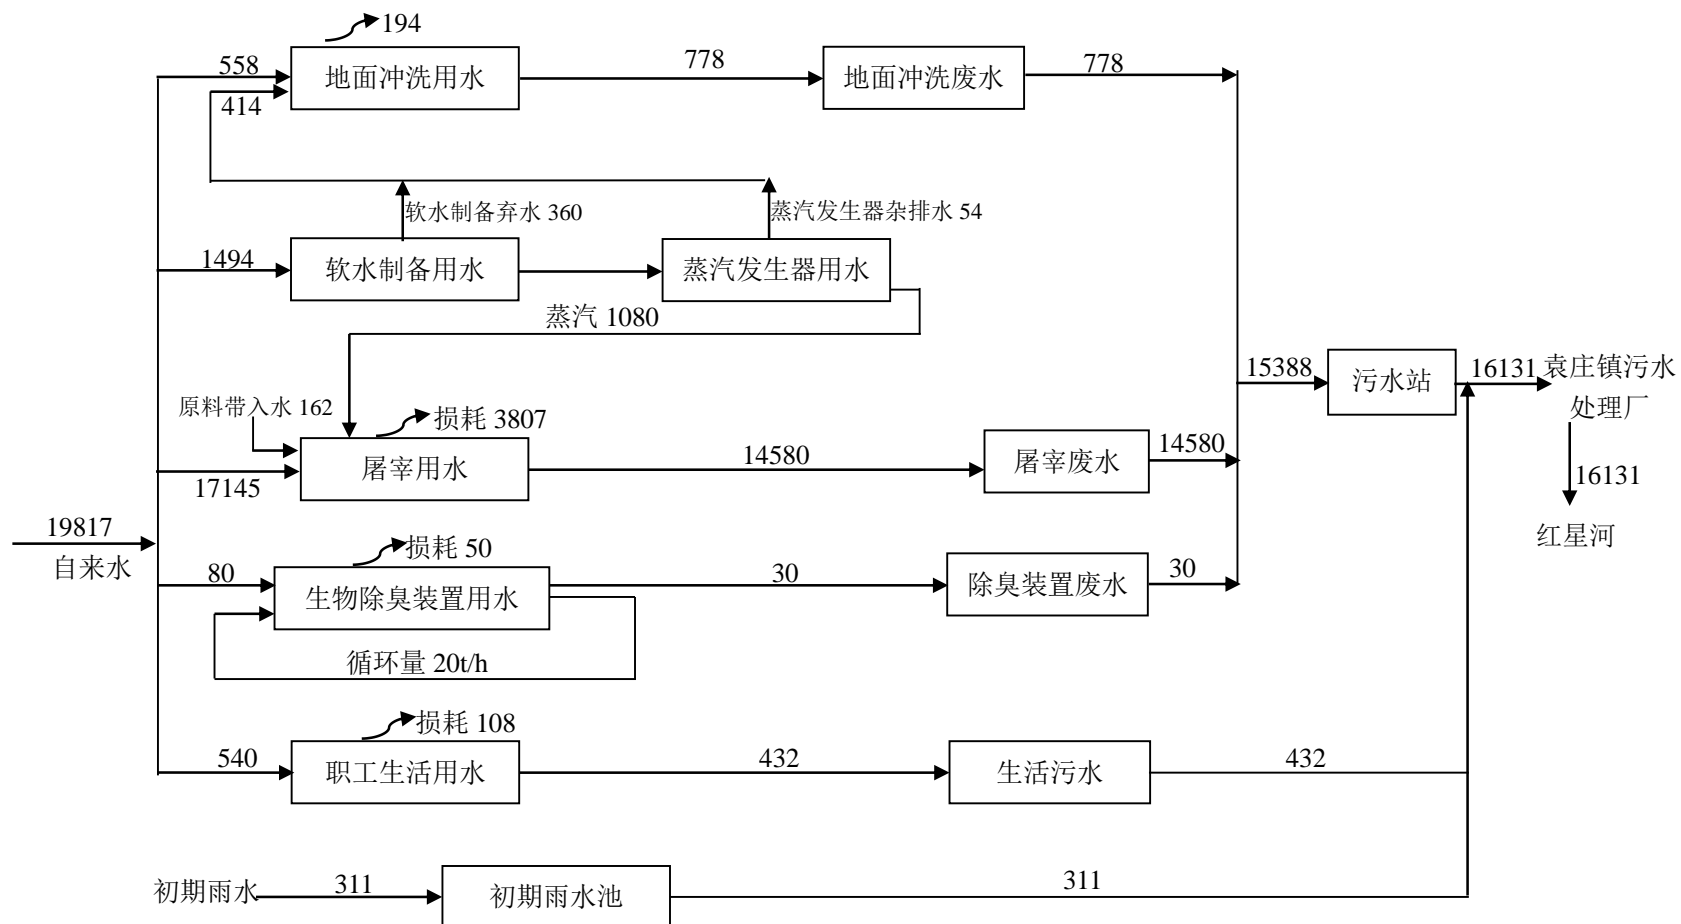 194
558
地面冲洗用水
778
地面冲洗废水
778
414
软水制备弃水 360
蒸汽发生器杂排水 54
1494
软水制备用水
蒸汽发生器用水
蒸汽 1080
15388
污水站
16131
袁庄镇污水
处理厂
原料带入水 162
损耗 3807
屠宰用水
14580
屠宰废水
14580
17145
16131
红星河
19817
自来水
损耗 50
80
生物除臭装置用水
30
除臭装置废水
30
循环量 20t/h
损耗 108
540
职工生活用水
432
生活污水
432
初期雨水
311
初期雨水池
311